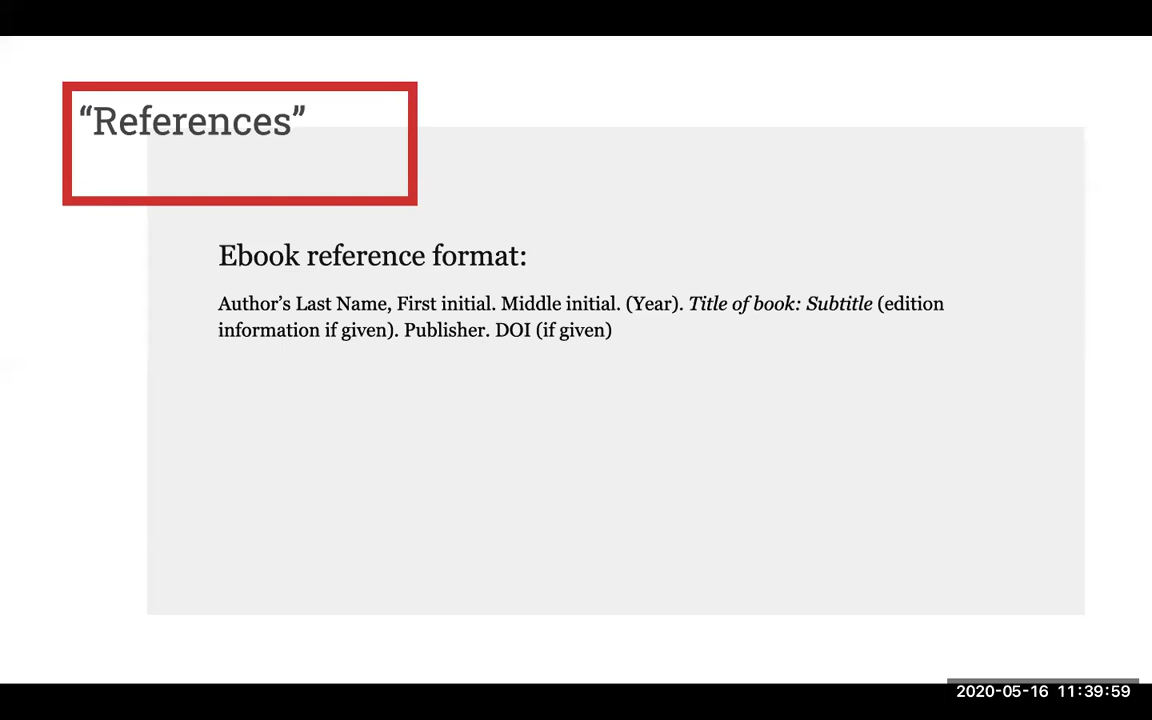 “References”
Ebook reference format:
Author’s Last Name, First initial. Middle initial. (Year). Title of book: Subtitle (edition
information if given). Publisher. DOI (if given)
2020-05-16 11:39:59